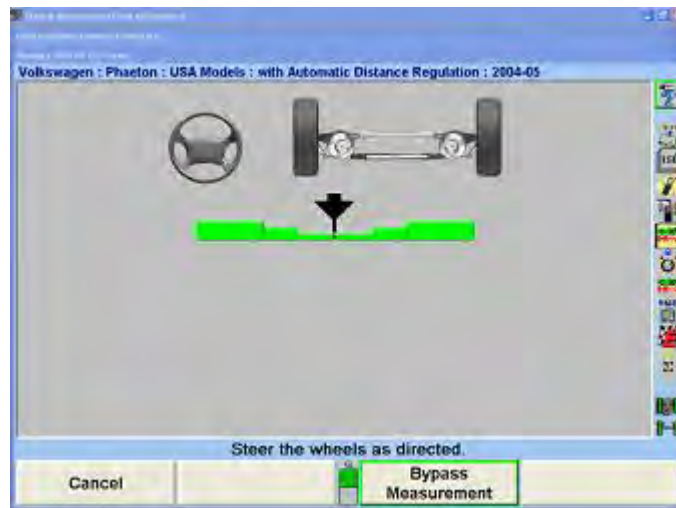 Volkswagen : Phaeton : USA Models : with Automatic Distance Regulation : 2004-05
Steer the wheels as directed.
Cancel
Bypass
Measurement